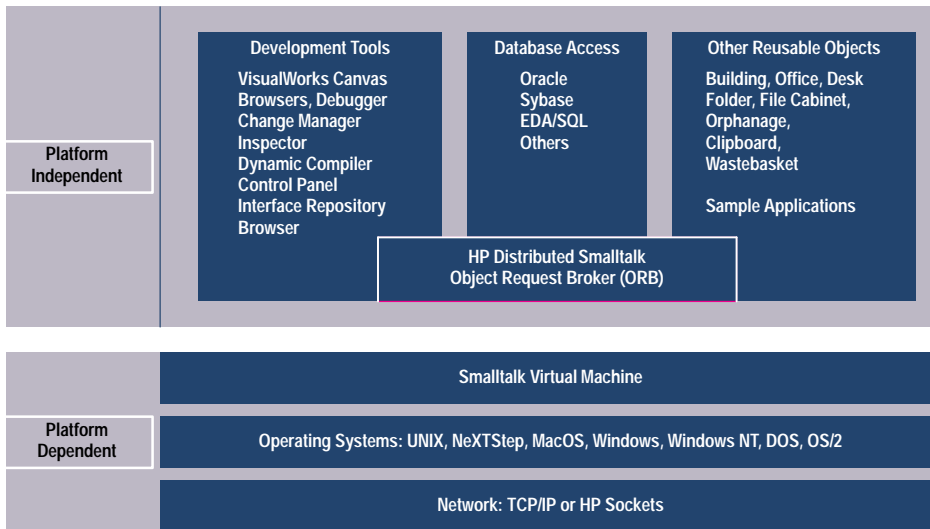 Platform
Independent
Development Tools
VisualWorks Canvas
Browsers, Debugger
Change Manager
Inspector
Dynamic Compiler
Control Panel
Interface Repository
Browser
Database Access
Oracle
Sybase
EDA/SQL
Others
Other Reusable Objects
Building, Office, Desk
Folder, File Cabinet,
Orphanage,
Clipboard,
Wastebasket
Sample Applications
HP Distributed Smalltalk
Object Request Broker (ORB)
Platform
Dependent
Smalltalk Virtual Machine
Operating Systems: UNIX, NeXTStep, MacOS, Windows, Windows NT, DOS, OS/2
Network: TCP/IP or HP Sockets